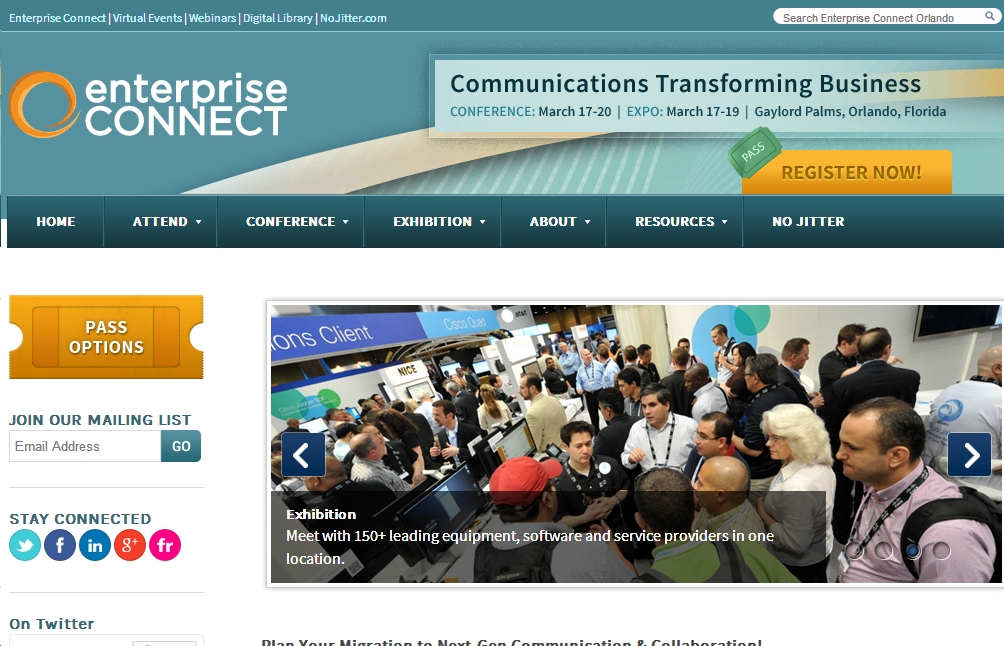 Enterprise Connect | Virtual Events | Webinars | Digital Library | NoJitter.com
Search Enterprise Connect Orlando
enterprise
CONNECT
Communications Transforming Business
CONFERENCE: March 17-20 | EXPO: March 17-19 | Gaylord Palms, Orlando, Florida
PASS
REGISTER NOW!
HOME
ATTEND
CONFERENCE
EXHIBITION
ABOUT
RESOURCES
NO JITTER
PASS
OPTIONS
JOIN OUR MAILING LIST
Email Address
GO
STAY CONNECTED
f
in
g+
fr
On Twitter
ons Client
Cisco Quad
at&t
NICE
Exhibition
Meet with 150+ leading equipment, software and service providers in one
location.
Plan Your Migration to Next-Gen Communication & Collaboration!